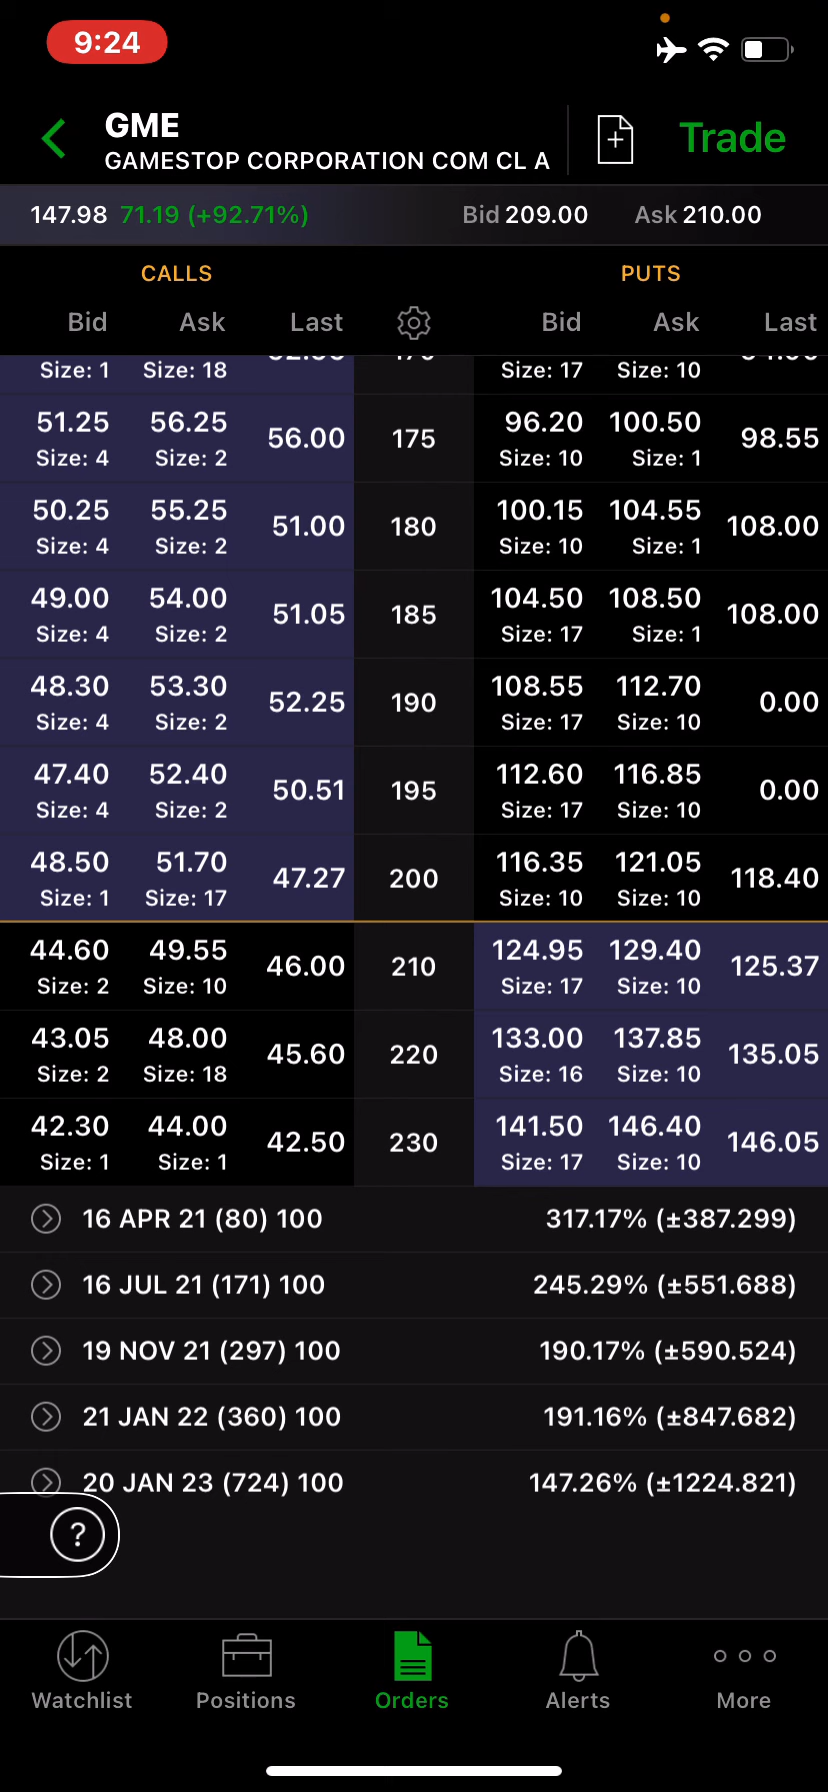 9:24
GME
GAMESTOP CORPORATION COM CL A
Trade
147.98 71.19 (+92.71%) Bid 209.00 Ask 210.00
CALLS PUTS
Bid Ask Last Bid Ask Last
Size: 1 Size: 18 Size: 17 Size: 10
51.25 56.25 56.00 175 96.20 100.50 98.55
Size: 4 Size: 2 Size: 10 Size: 1
50.25 55.25 51.00 180 100.15 104.55 108.00
Size: 4 Size: 2 Size: 10 Size: 1
49.00 54.00 51.05 185 104.50 108.50 108.00
Size: 4 Size: 2 Size: 17 Size: 1
48.30 53.30 52.25 190 108.55 112.70 0.00
Size: 4 Size: 2 Size: 17 Size: 10
47.40 52.40 50.51 195 112.60 116.85 0.00
Size: 4 Size: 2 Size: 17 Size: 10
48.50 51.70 47.27 200 116.35 121.05 118.40
Size: 1 Size: 17 Size: 10 Size: 10
44.60 49.55 46.00 210 124.95 129.40 125.37
Size: 2 Size: 10 Size: 17 Size: 10
43.05 48.00 45.60 220 133.00 137.85 135.05
Size: 2 Size: 18 Size: 16 Size: 10
42.30 44.00 42.50 230 141.50 146.40 146.05
Size: 1 Size: 1 Size: 17 Size: 10
16 APR 21 (80) 100 317.17% (±387.299)
16 JUL 21 (171) 100 245.29% (±551.688)
19 NOV 21 (297) 100 190.17% (±590.524)
21 JAN 22 (360) 100 191.16% (±847.682)
20 JAN 23 (724) 100 147.26% (±1224.821)
?
Watchlist Positions Orders Alerts More